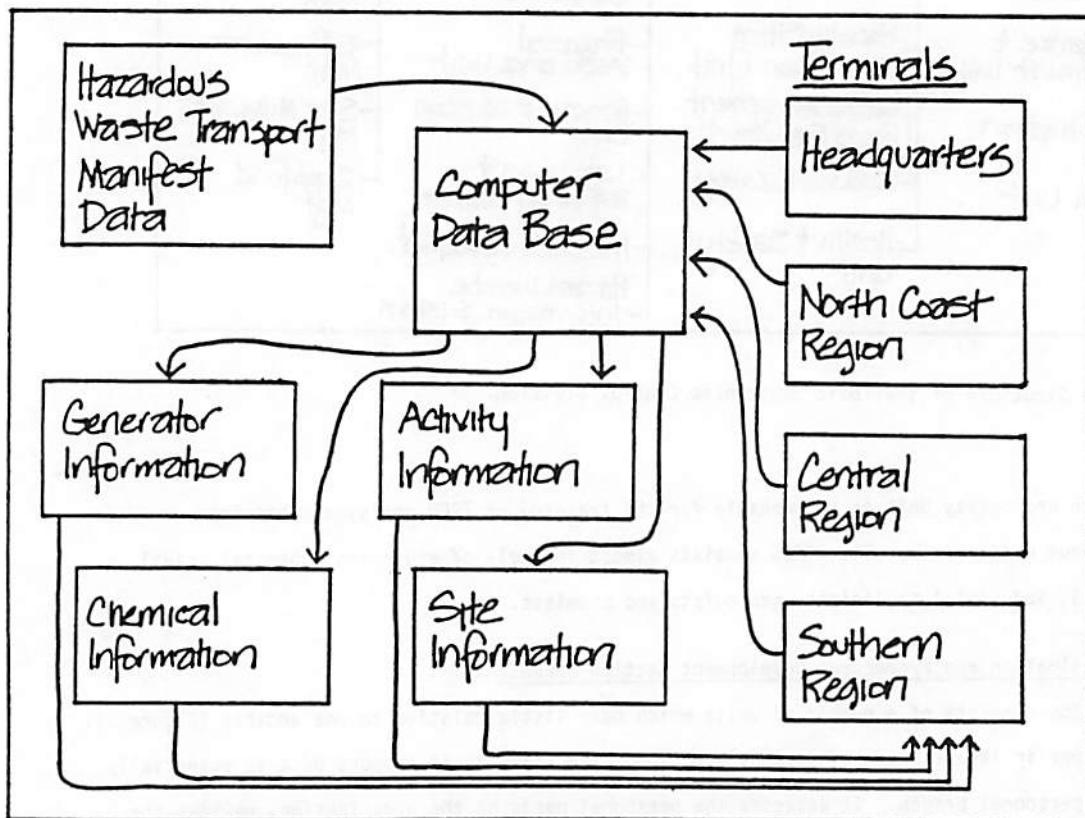 Hazardous
Waste Transport
Manifest
Data
Computer
Data Base
Terminals
Headquarters
North Coast
Region
Central
Region
Southern
Region
Generator
Information
Activity
Information
Chemical
Information
Site
Information